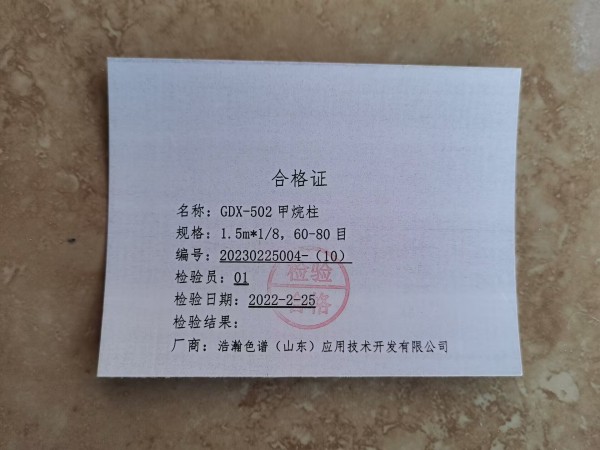 合格证
名称：GDX-502 甲烷柱
规格：1.5m*1/8，60-80 目
编号：20230225004-（10）
检验员：01
检验日期：2022-2-25
检验结果：
厂商：浩瀚色谱（山东）应用技术开发有限公司
检验
合格